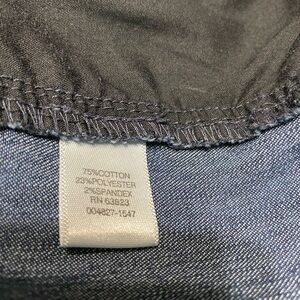 75%COTTON
23%POLYESTER
2%SPANDEX
RN 63823
004827-1547